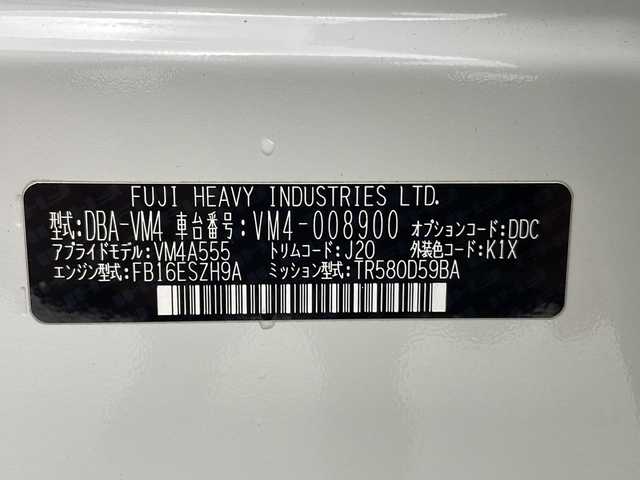 FUJI HEAVY INDUSTRIES LTD.
型式:DBA-VM4 車台番号:VM4-008900 オプションコード:DDC
アプライドモデル:VM4A555 トリムコード:J20 外装色コード:K1X
エンジン型式:FB16ESZH9A ミッション型式:TR580D59BA